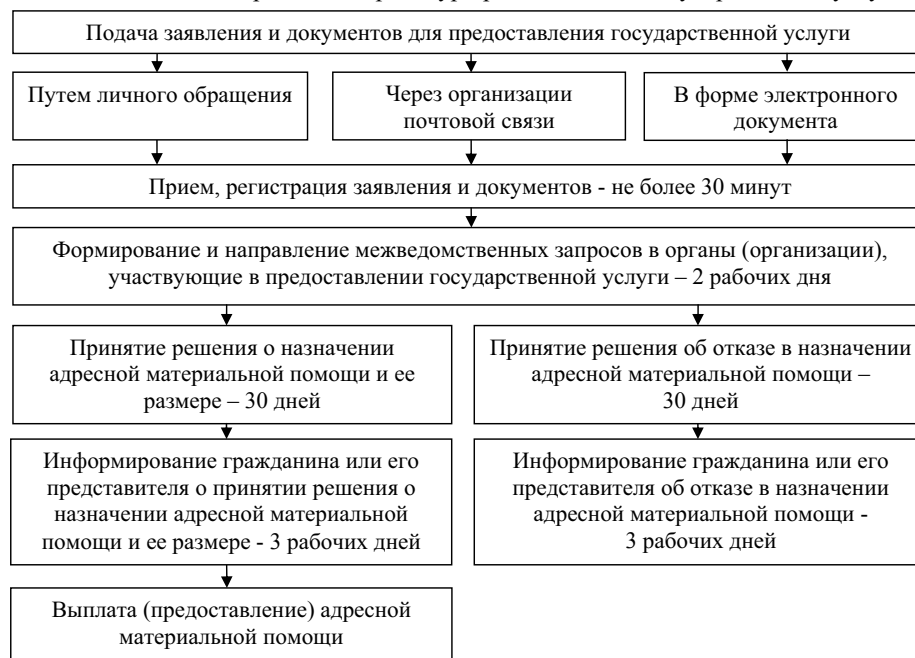 Подача заявления и документов для предоставления государственной услуги
Путем личного обращения
Через организации
почтовой связи
В форме электронного
документа
Прием, регистрация заявления и документов - не более 30 минут
Формирование и направление межведомственных запросов в органы (организации),
участвующие в предоставлении государственной услуги – 2 рабочих дня
Принятие решения о назначении
адресной материальной помощи и ее
размере – 30 дней
Принятие решения об отказе в назначении
адресной материальной помощи –
30 дней
Информирование гражданина или его
представителя о принятии решения о
назначении адресной материальной
помощи и ее размере - 3 рабочих дней
Информирование гражданина или его
представителя об отказе в назначении
адресной материальной помощи -
3 рабочих дней
Выплата (предоставление) адресной
материальной помощи